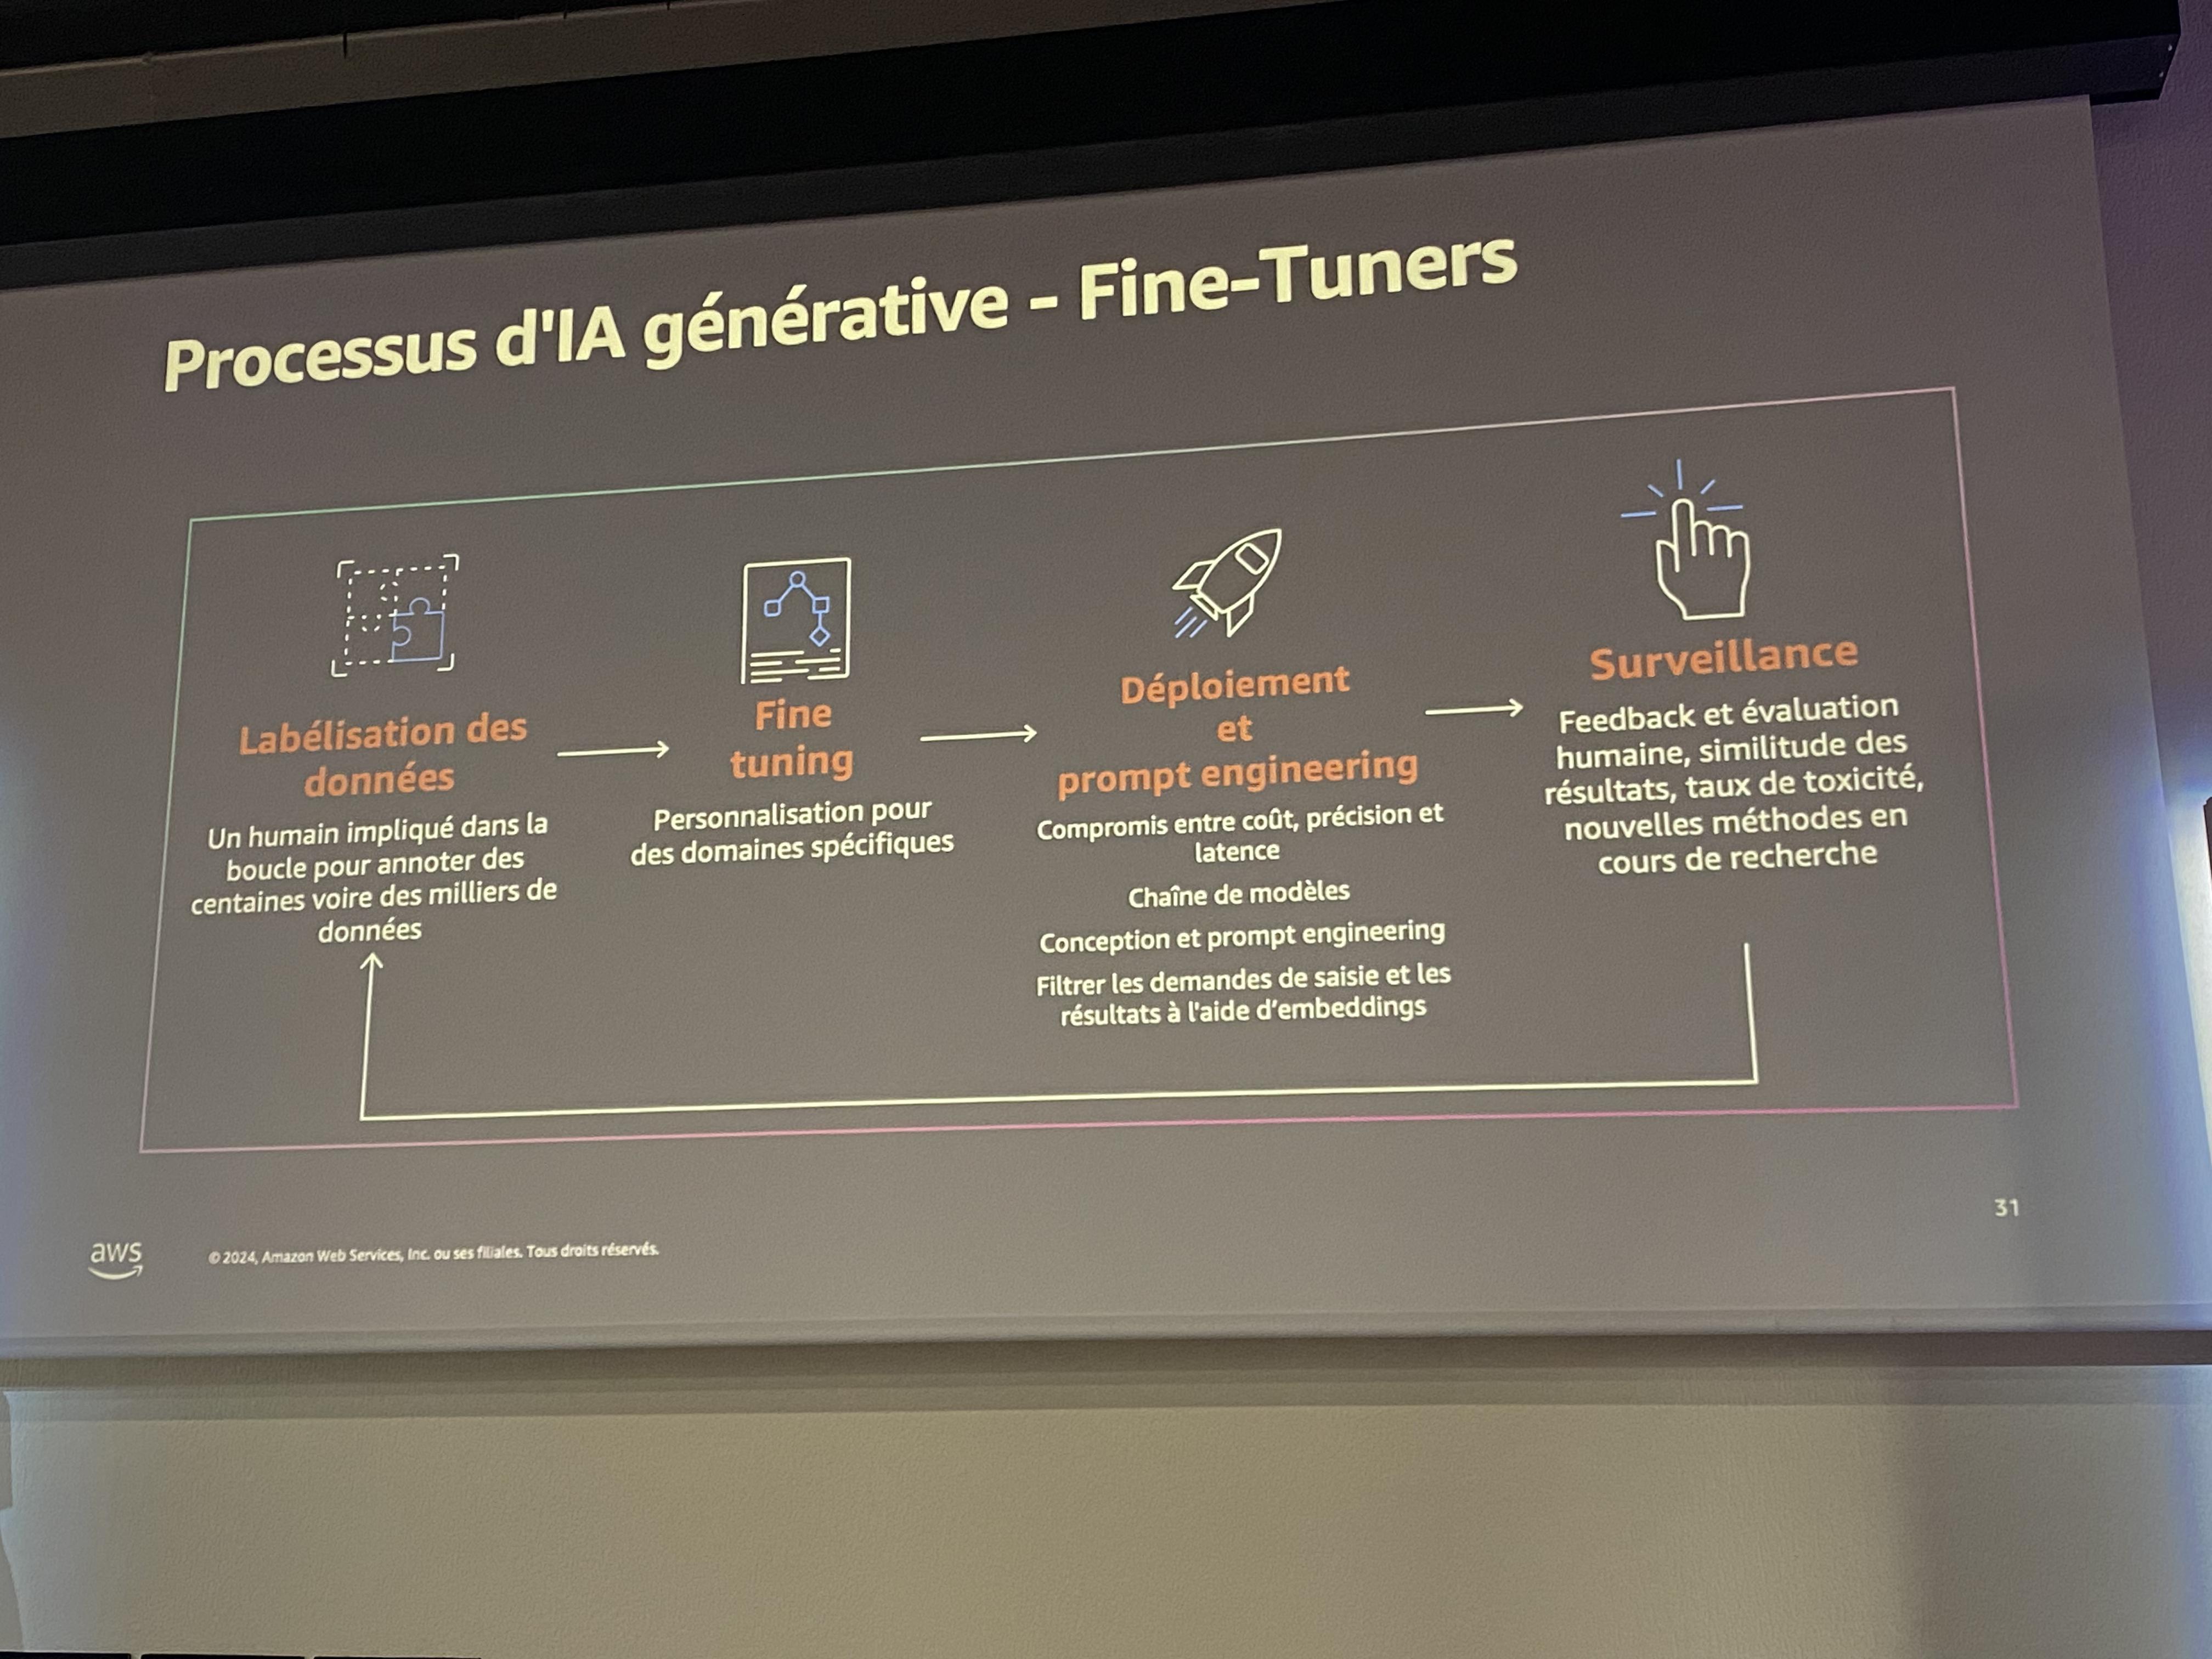 Processus d'IA générative - Fine-Tuners
Labélisation des
données
Un humain impliqué dans la
boucle pour annoter des
centaines voire des milliers de
données
Fine
tuning
Personnalisation pour
des domaines spécifiques
Déploiement
et
prompt engineering
Compromis entre coût, précision et
latence
Chaîne de modèles
Conception et prompt engineering
Filtrer les demandes de saisie et les
résultats à l'aide d’embeddings
Surveillance
Feedback et évaluation
humaine, similitude des
résultats, taux de toxicité,
nouvelles méthodes en
cours de recherche
31
aws
© 2024, Amazon Web Services, Inc. ou ses filiales. Tous droits réservés.